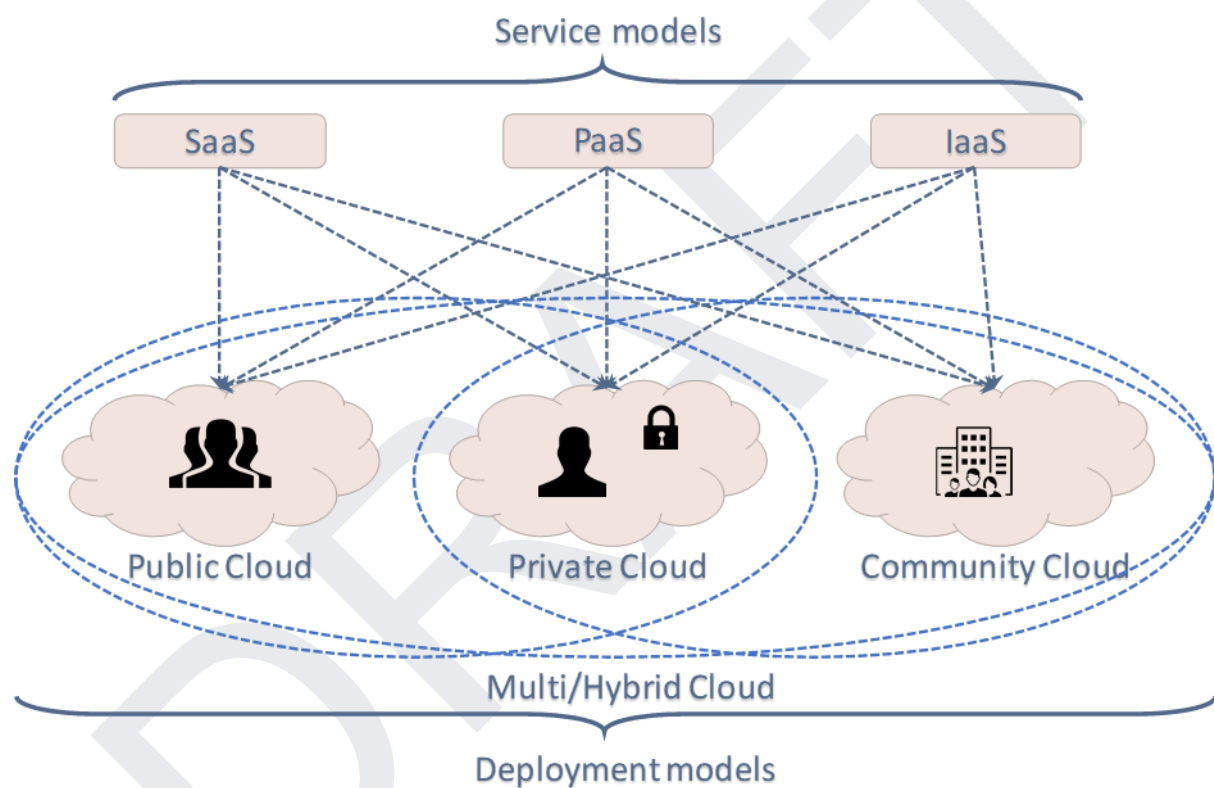 Service models
SaaS
PaaS
IaaS
Public Cloud
Private Cloud
Community Cloud
Multi/Hybrid Cloud
Deployment models
DRAFT